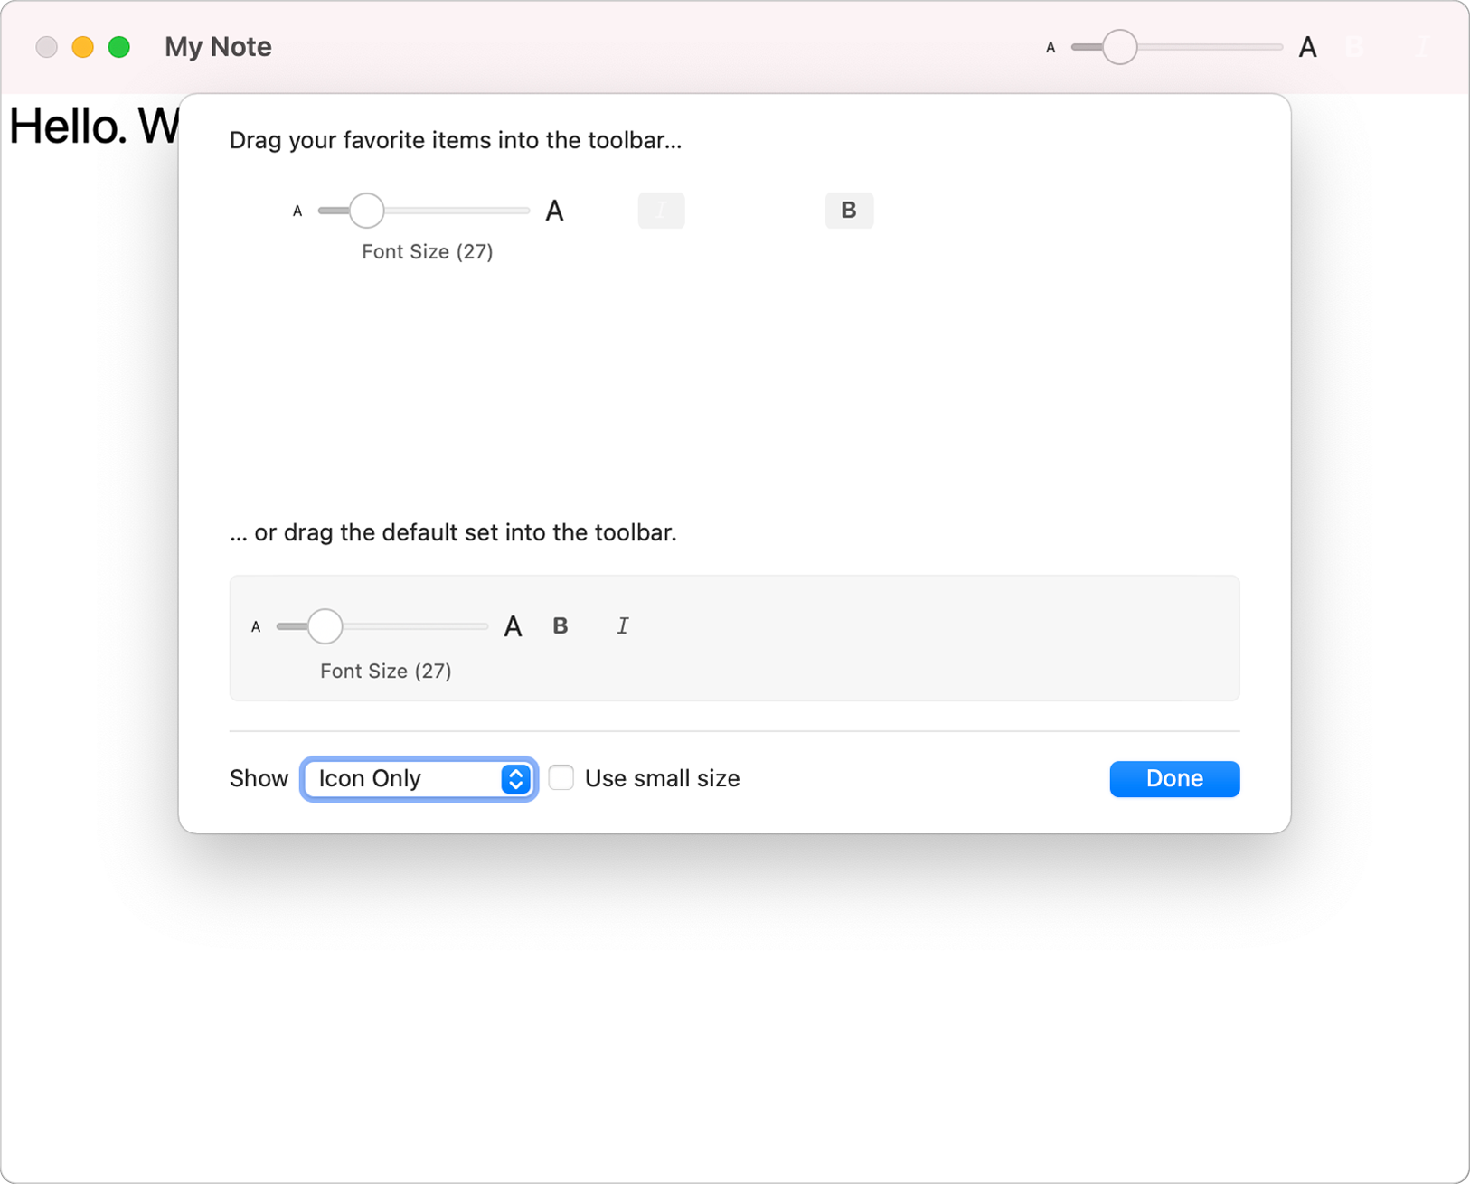 My Note
A A B I
Hello. W
Drag your favorite items into the toolbar...
A A I B
Font Size (27)
... or drag the default set into the toolbar.
A A B I
Font Size (27)
Show Icon Only Use small size Done